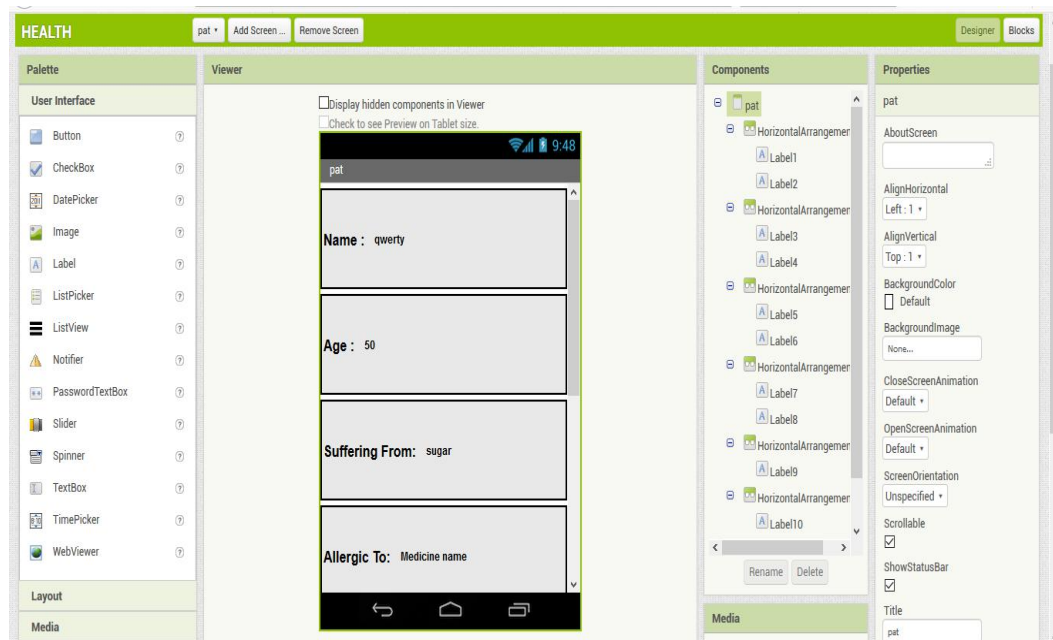 HEALTH
pat
Add Screen ...
Remove Screen
Designer
Blocks
Palette
User Interface
Button
CheckBox
DatePicker
Image
Label
ListPicker
ListView
Notifier
PasswordTextBox
Slider
Spinner
TextBox
TimePicker
WebViewer
Layout
Media
Viewer
Display hidden components in Viewer
Check to see Preview on Tablet size.
9:48
pat
Name : qwerty
Age : 50
Suffering From: sugar
Allergic To: Medicine name
Components
pat
HorizontalArrangemer
Label1
Label2
HorizontalArrangemer
Label3
Label4
HorizontalArrangemer
Label5
Label6
HorizontalArrangemer
Label7
Label8
HorizontalArrangemer
Label9
HorizontalArrangemer
Label10
Rename
Delete
Media
Properties
pat
AboutScreen
AlignHorizontal
Left : 1
AlignVertical
Top : 1
BackgroundColor
Default
BackgroundImage
None...
CloseScreenAnimation
Default
OpenScreenAnimation
Default
ScreenOrientation
Unspecified
Scrollable
ShowStatusBar
Title
pat